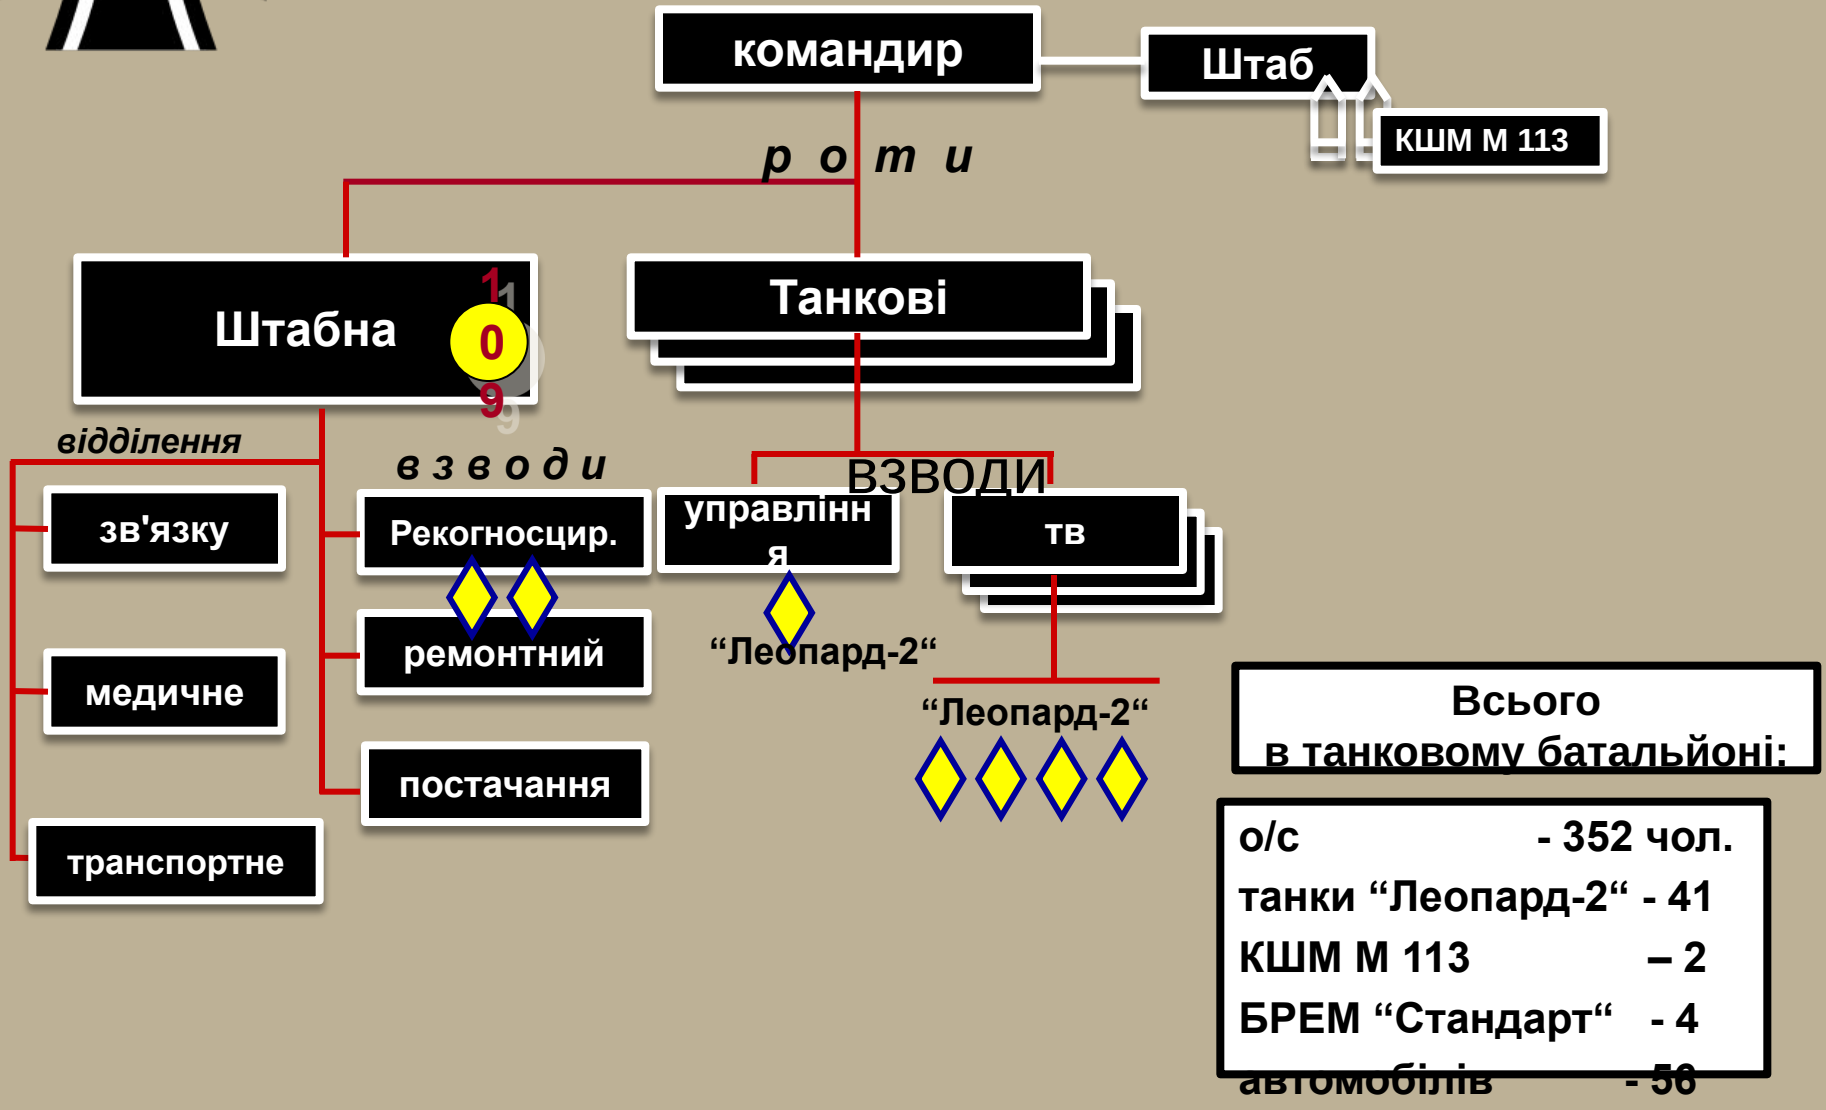 командир
Штаб
КШМ М 113
р о т и
Штабна
1
0
9
Танкові
відділення
в з в о д и
взводи
зв'язку
Рекогносцир.
управлінн
я
тв
медичне
ремонтний
“Леопард-2“
“Леопард-2“
постачання
транспортне
Всього
в танковому батальйоні:
о/с - 352 чол.
танки “Леопард-2“ - 41
КШМ М 113 – 2
БРЕМ “Стандарт“ - 4
автомобілів - 56